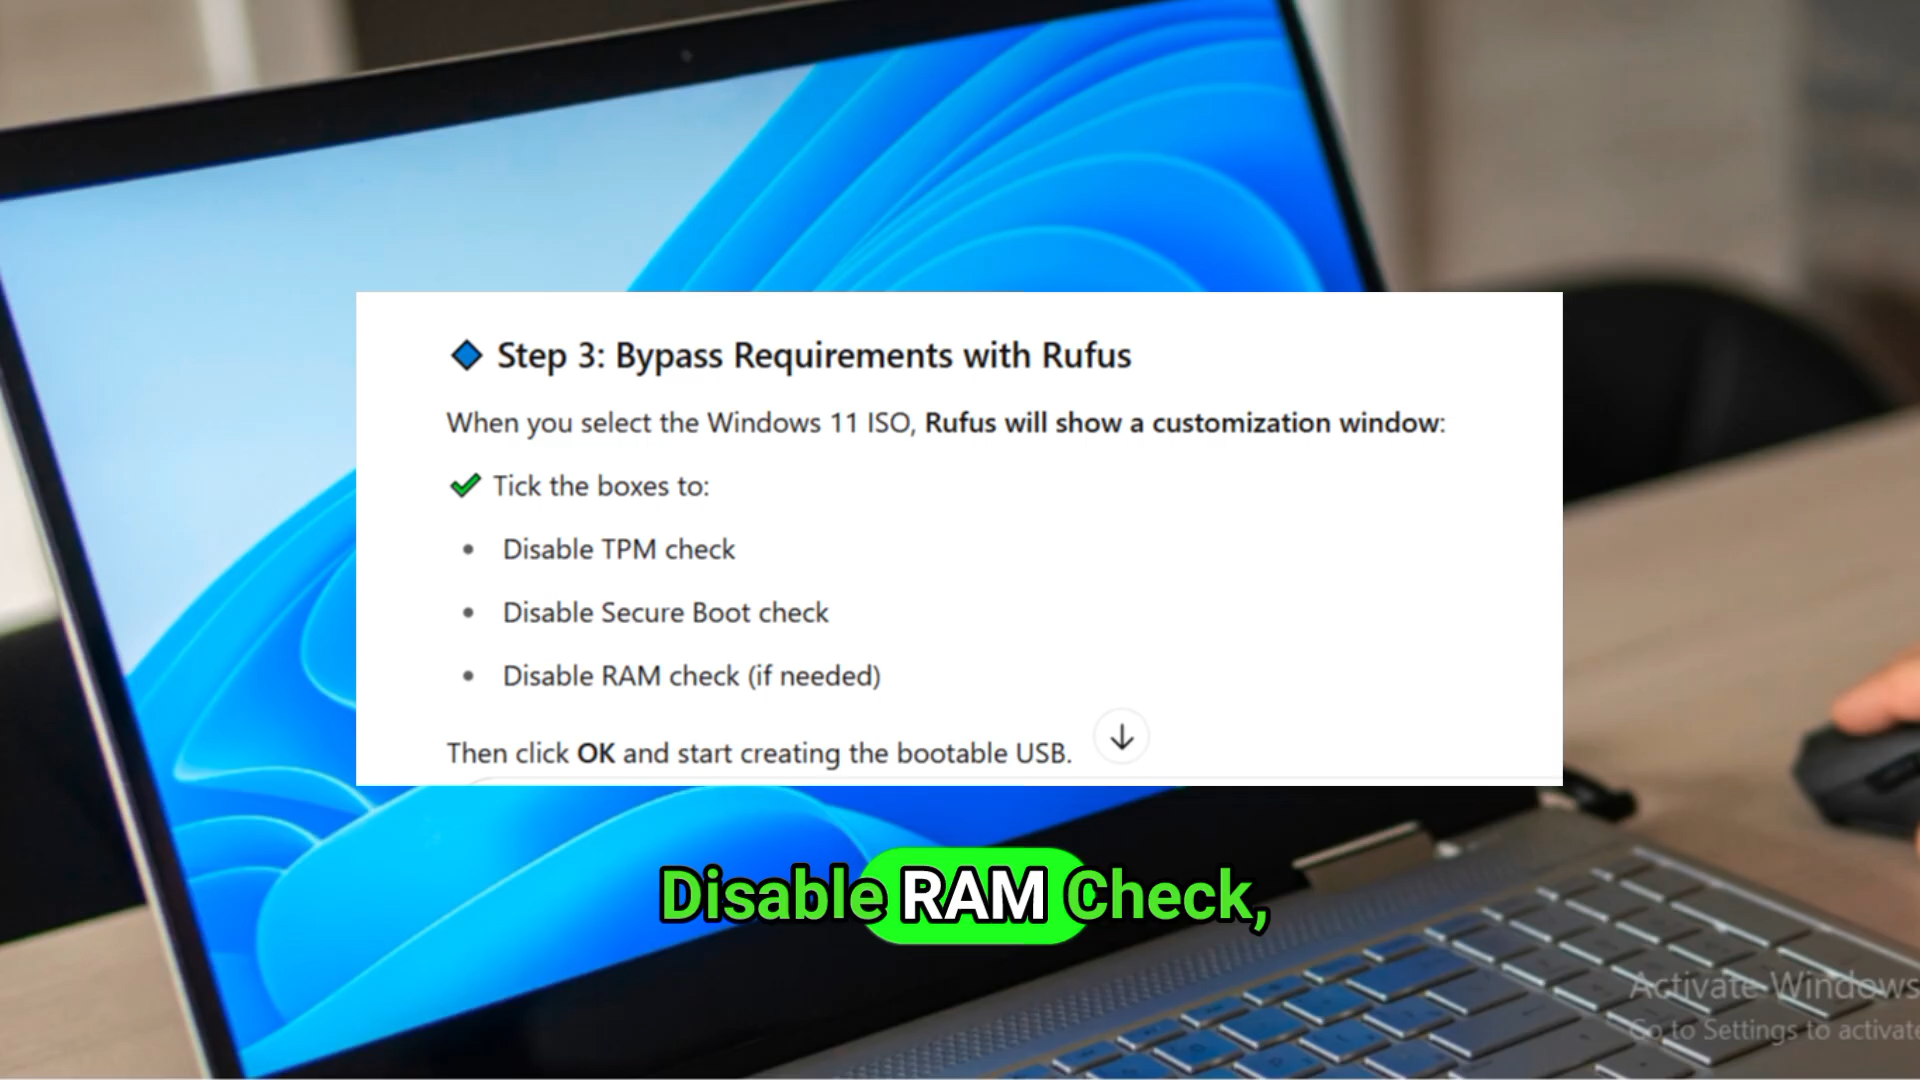 Step 3: Bypass Requirements with Rufus
When you select the Windows 11 ISO, Rufus will show a customization window:
Tick the boxes to:
Disable TPM check
Disable Secure Boot check
Disable RAM check (if needed)
Then click OK and start creating the bootable USB.
Disable RAM Check,
Activate Windows
Go to Settings to activate